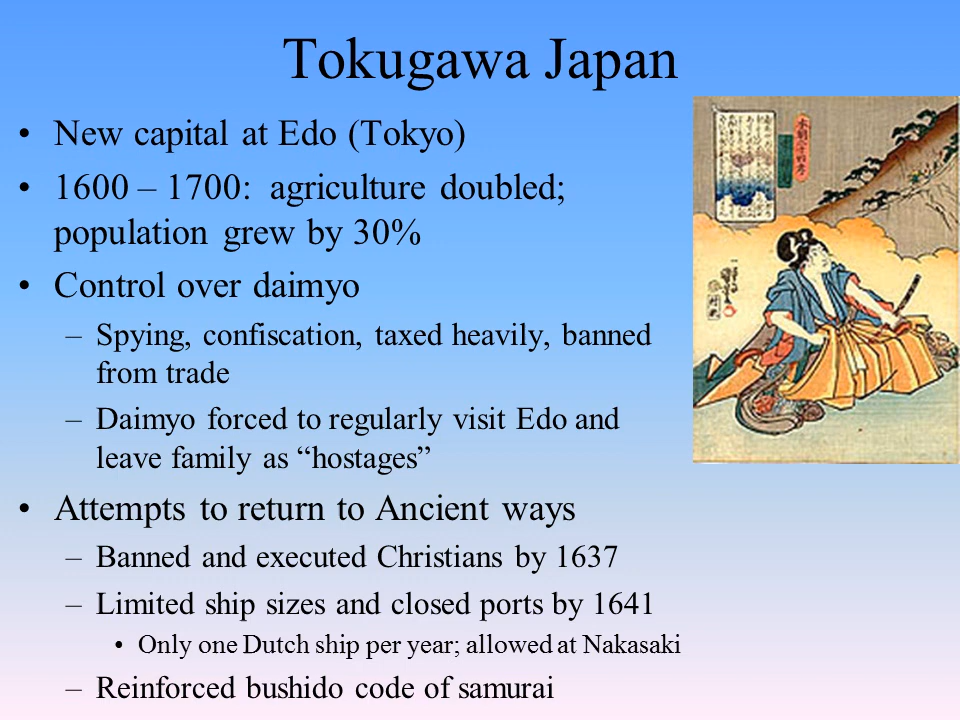 Tokugawa Japan
• New capital at Edo (Tokyo)
• 1600 – 1700:  agriculture doubled;
population grew by 30%
• Control over daimyo
– Spying, confiscation, taxed heavily, banned
from trade
– Daimyo forced to regularly visit Edo and
leave family as “hostages”
• Attempts to return to Ancient ways
– Banned and executed Christians by 1637
– Limited ship sizes and closed ports by 1641
• Only one Dutch ship per year; allowed at Nakasaki
– Reinforced bushido code of samurai